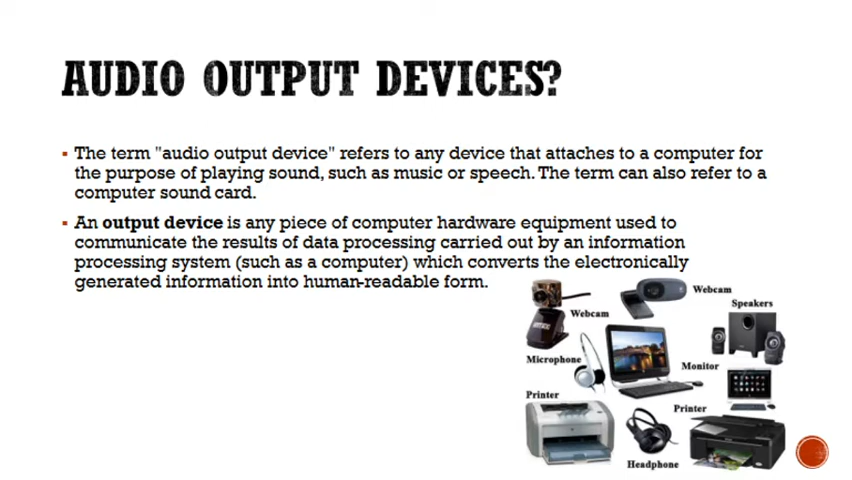 AUDIO OUTPUT DEVICES?
▪ The term "audio output device" refers to any device that attaches to a computer for
the purpose of playing sound, such as music or speech. The term can also refer to a
computer sound card.
▪ An output device is any piece of computer hardware equipment used to
communicate the results of data processing carried out by an information
processing system (such as a computer) which converts the electronically
generated information into human-readable form.
Webcam
Webcam
Speakers
Microphone
Monitor
Printer
Printer
Headphone